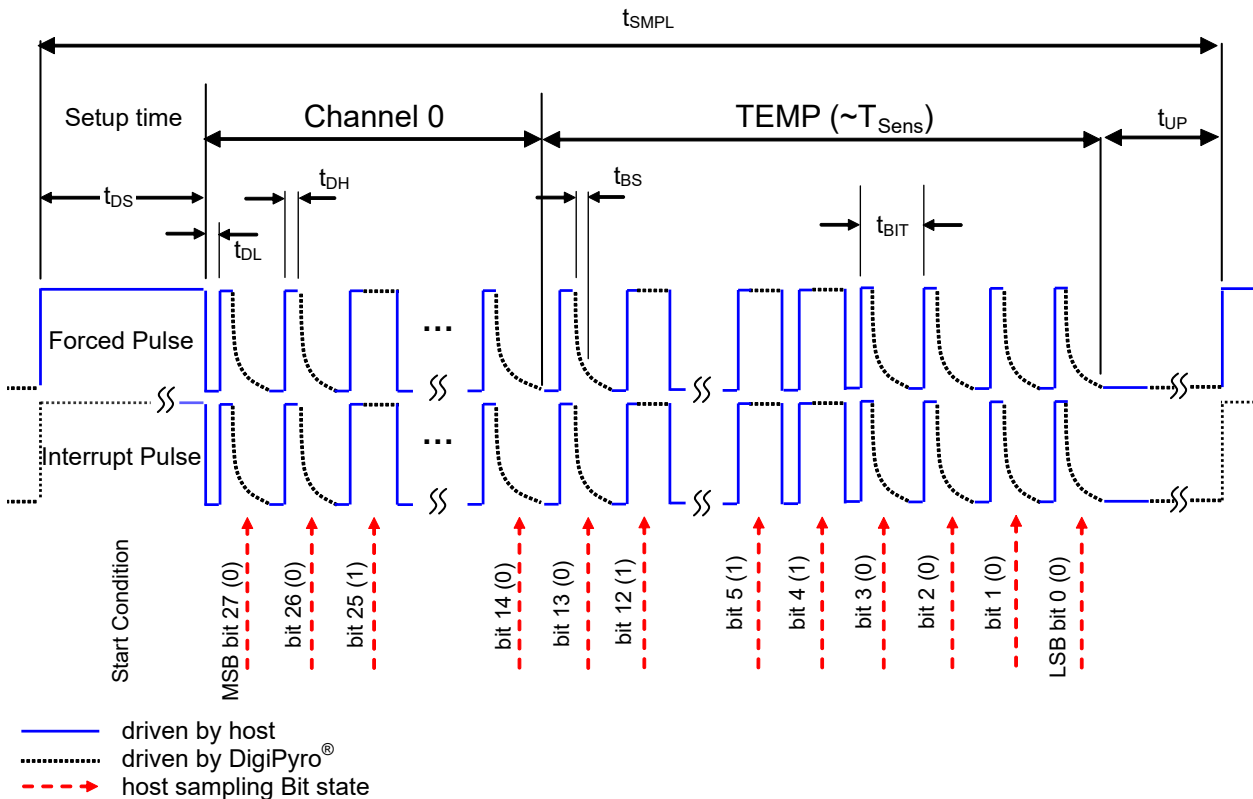 tSMPL
Setup time
Channel 0
TEMP (~TSens)
tUP
tDS
tDH
tBS
tDL
tBIT
Forced Pulse
...
Interrupt Pulse
...
Start Condition
MSB bit 27 (0)
bit 26 (0)
bit 25 (1)
bit 14 (0)
bit 13 (0)
bit 12 (1)
bit 5 (1)
bit 4 (1)
bit 3 (0)
bit 2 (0)
bit 1 (0)
LSB bit 0 (0)
driven by host
driven by DigiPyro®
host sampling Bit state